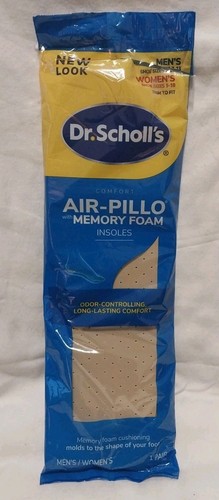 NEW
LOOK
MEN'S
WOMEN'S
Dr. Scholl's®
COMFORT
AIR-PILLO
with MEMORY FOAM
INSOLES
ODOR-CONTROLLING,
LONG-LASTING COMFORT
Memory foam cushioning
molds to the shape of your foot
MEN'S / WOMEN'S
1 PAIR